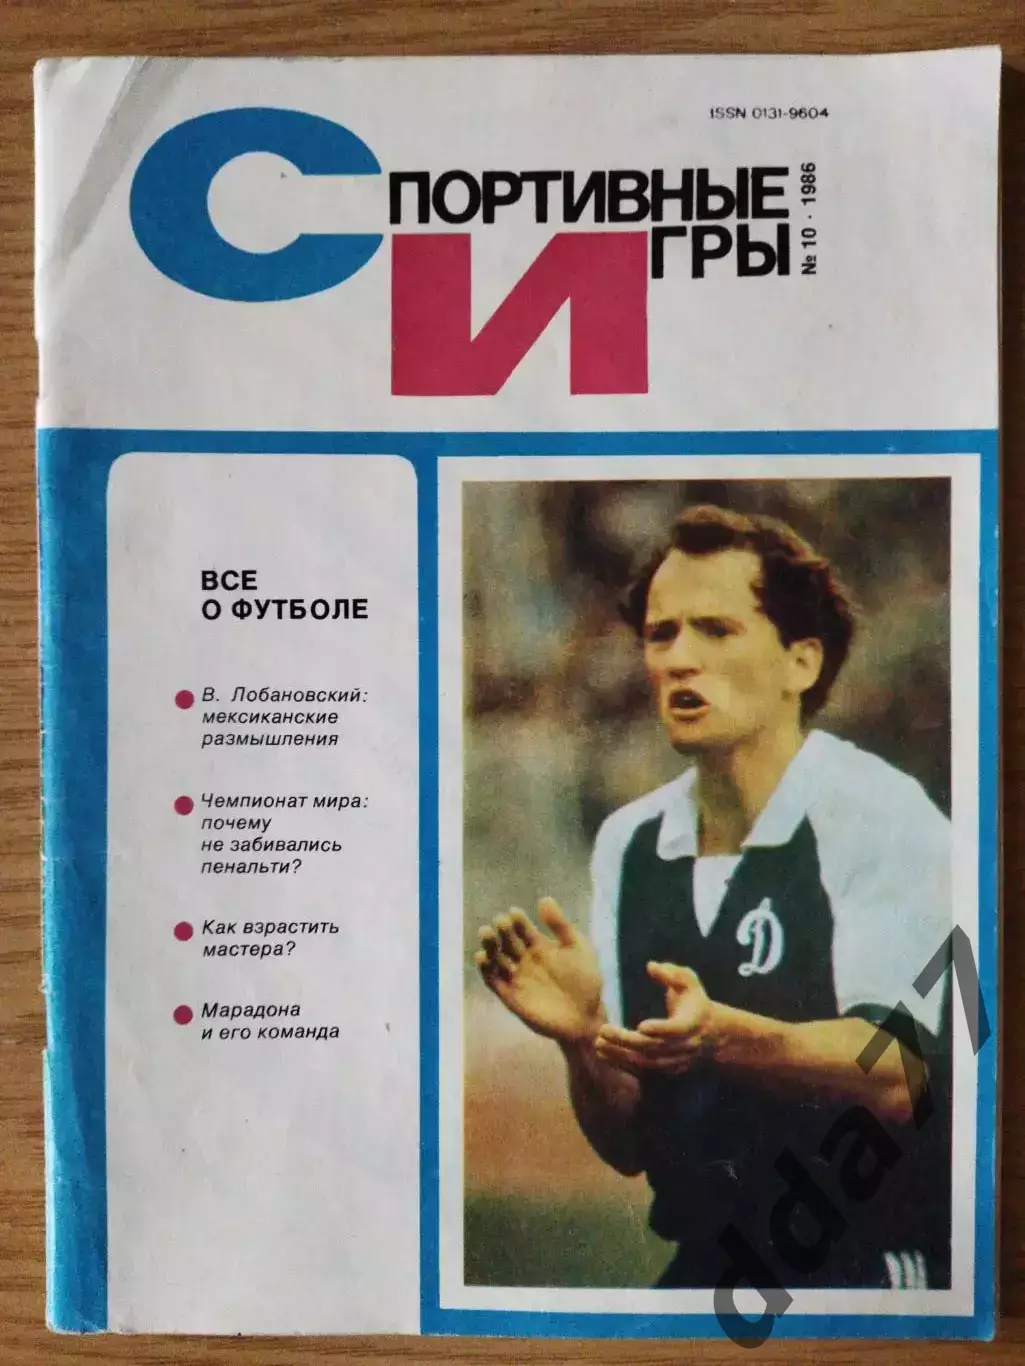 ISSN 0131-9604
СПОРТИВНЫЕ
ИГРЫ
№ 10 · 1986
ВСЕ
О ФУТБОЛЕ
В. Лобановский:
мексиканские
размышления
Чемпионат мира:
почему
не забивались
пенальти?
Как взрастить
мастера?
Марадона
и его команда
Д
dda77